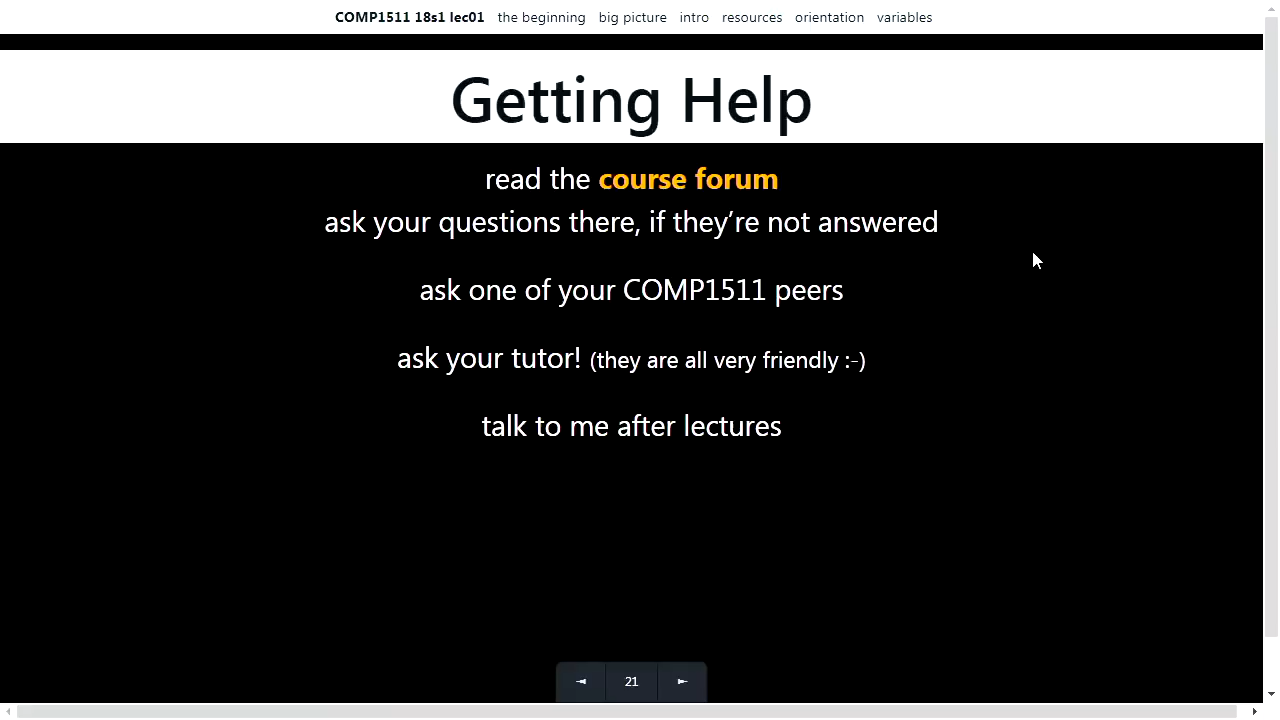 COMP1511 18s1 lec01 the beginning big picture intro resources orientation variables
Getting Help
read the course forum
ask your questions there, if they’re not answered
ask one of your COMP1511 peers
ask your tutor! (they are all very friendly :-)
talk to me after lectures
21